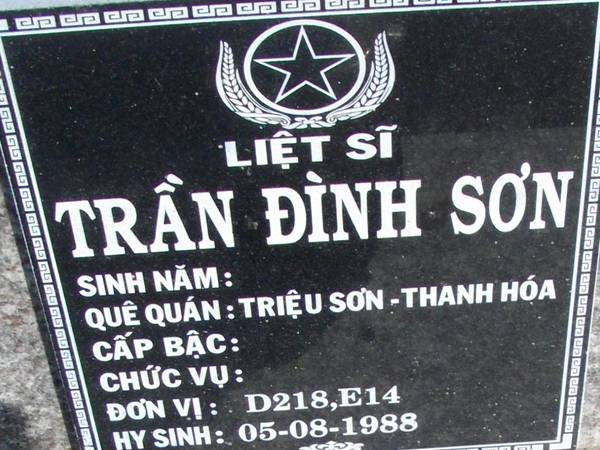 LIỆT SĨ
TRẦN ĐÌNH SƠN
SINH NĂM :
QUÊ QUÁN : TRIỆU SƠN - THANH HÓA
CẤP BẬC :
CHỨC VỤ :
ĐƠN VỊ : D218,E14
HY SINH : 05-08-1988